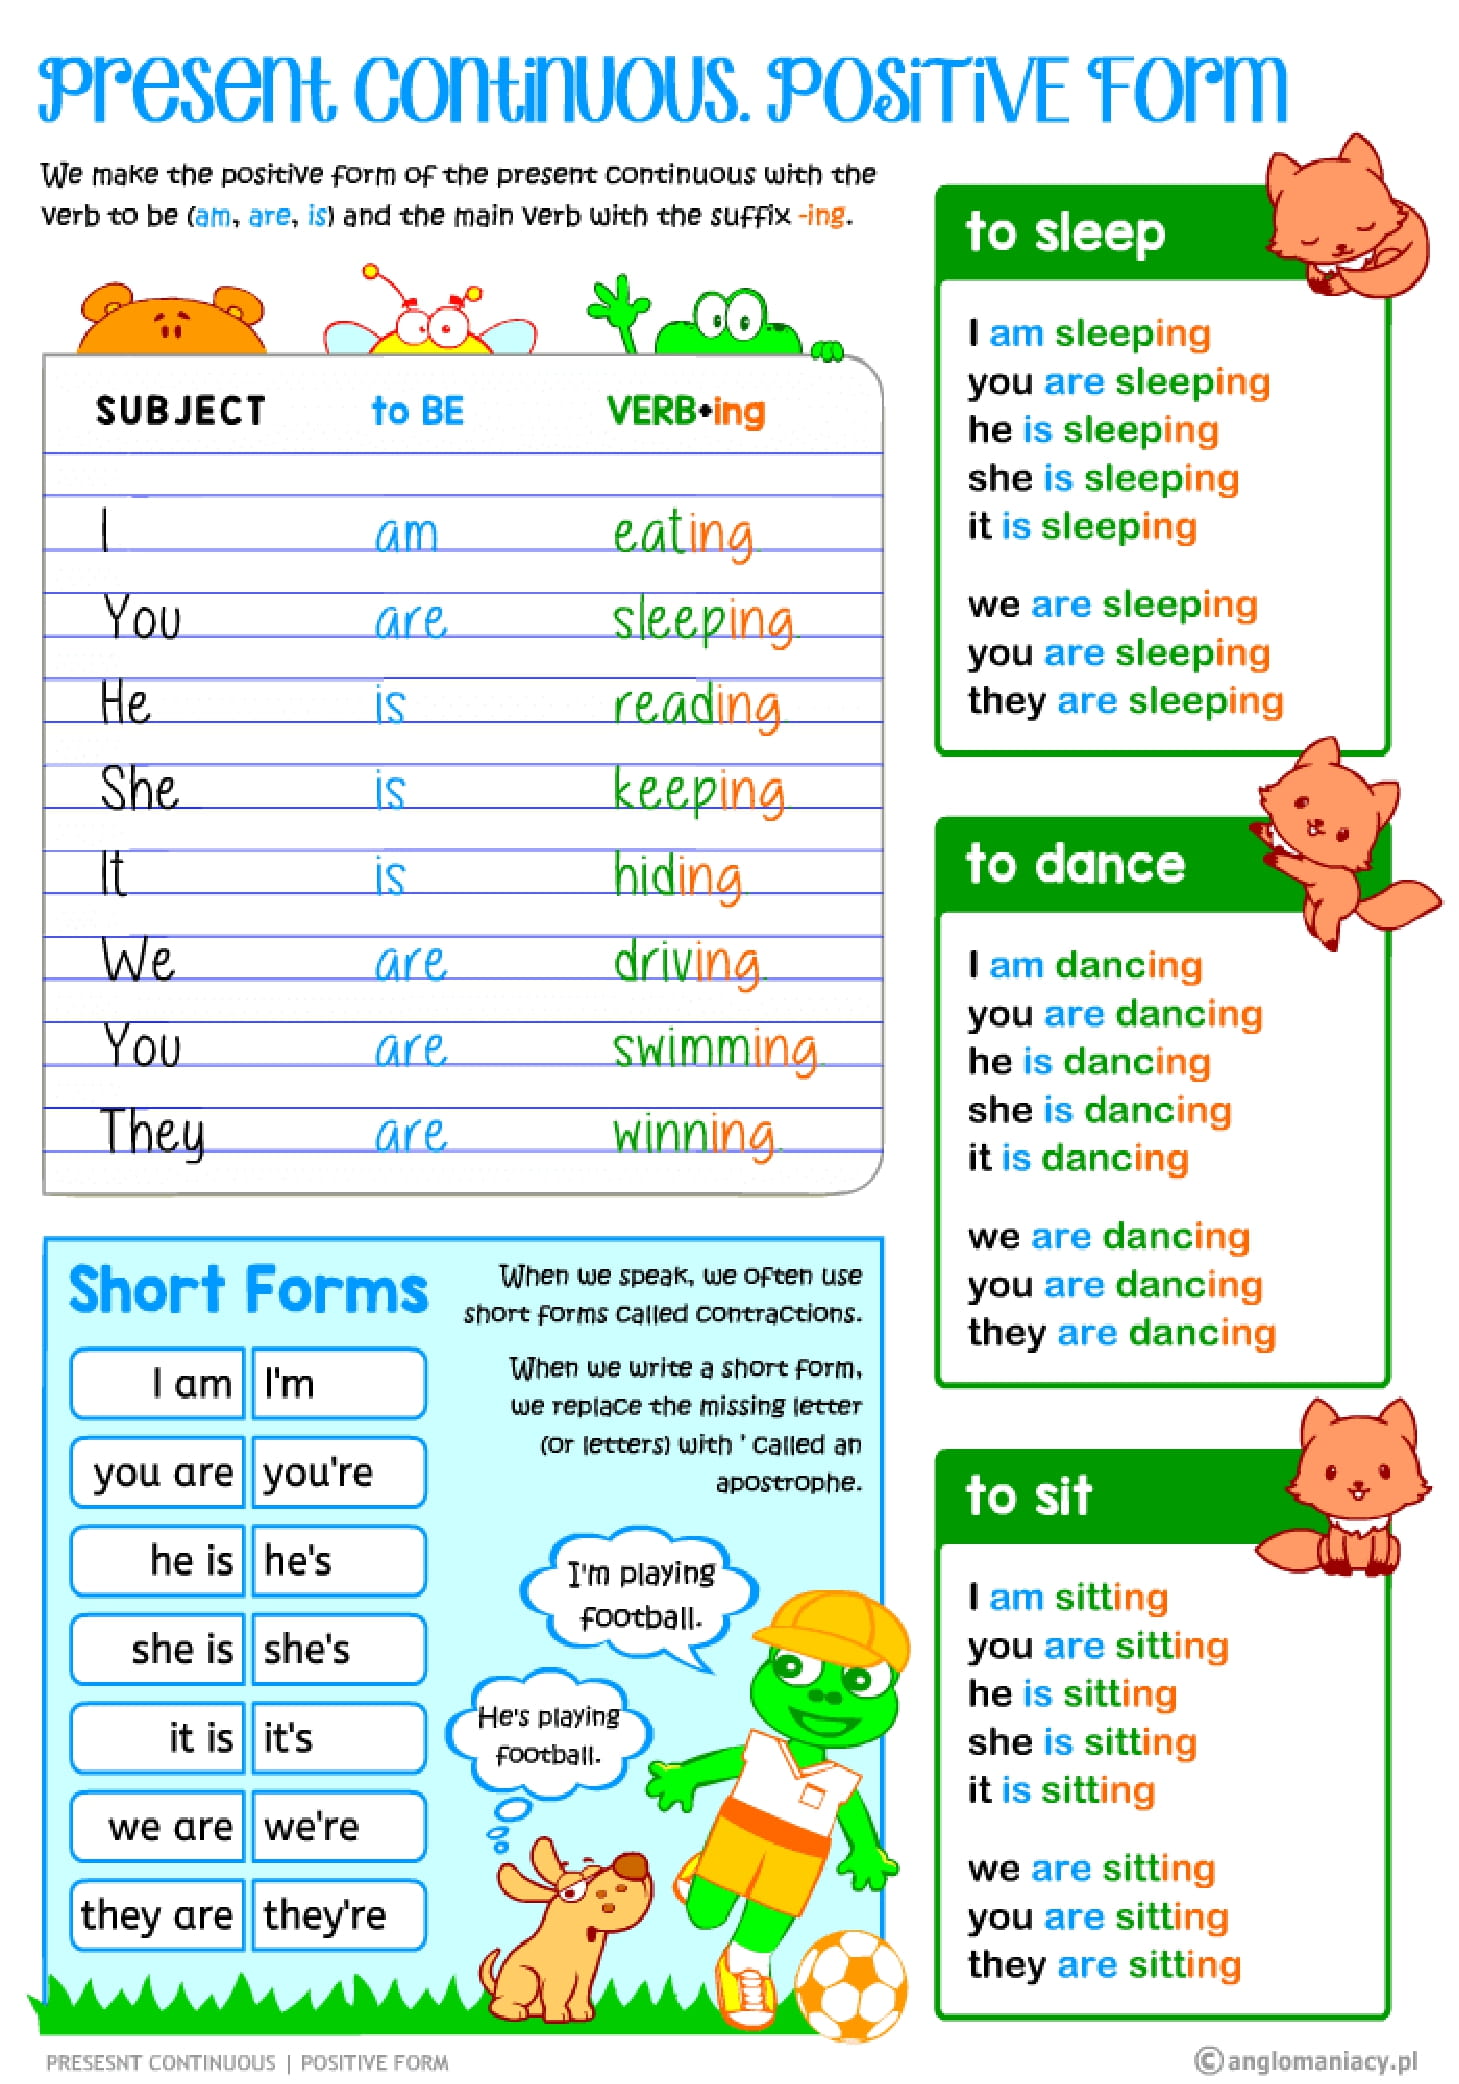 Present Continuous. Positive Form
We make the positive form of the present continuous with the
verb to be (am, are, is) and the main verb with the suffix -ing.
SUBJECT to BE VERB+ing
I am eating.
You are sleeping.
He is reading.
She is keeping.
It is hiding.
We are driving.
You are swimming.
They are winning.
Short Forms
I am I'm
you are you're
he is he's
she is she's
it is it's
we are we're
they are they're
When we speak, we often use
short forms called contractions.
When we write a short form,
we replace the missing letter
(or letters) with ' called an
apostrophe.
I'm playing
football.
He's playing
football.
to sleep
I am sleeping
you are sleeping
he is sleeping
she is sleeping
it is sleeping
we are sleeping
you are sleeping
they are sleeping
to dance
I am dancing
you are dancing
he is dancing
she is dancing
it is dancing
we are dancing
you are dancing
they are dancing
to sit
I am sitting
you are sitting
he is sitting
she is sitting
it is sitting
we are sitting
you are sitting
they are sitting
PRESESNT CONTINUOUS | POSITIVE FORM
©anglomaniacy.pl